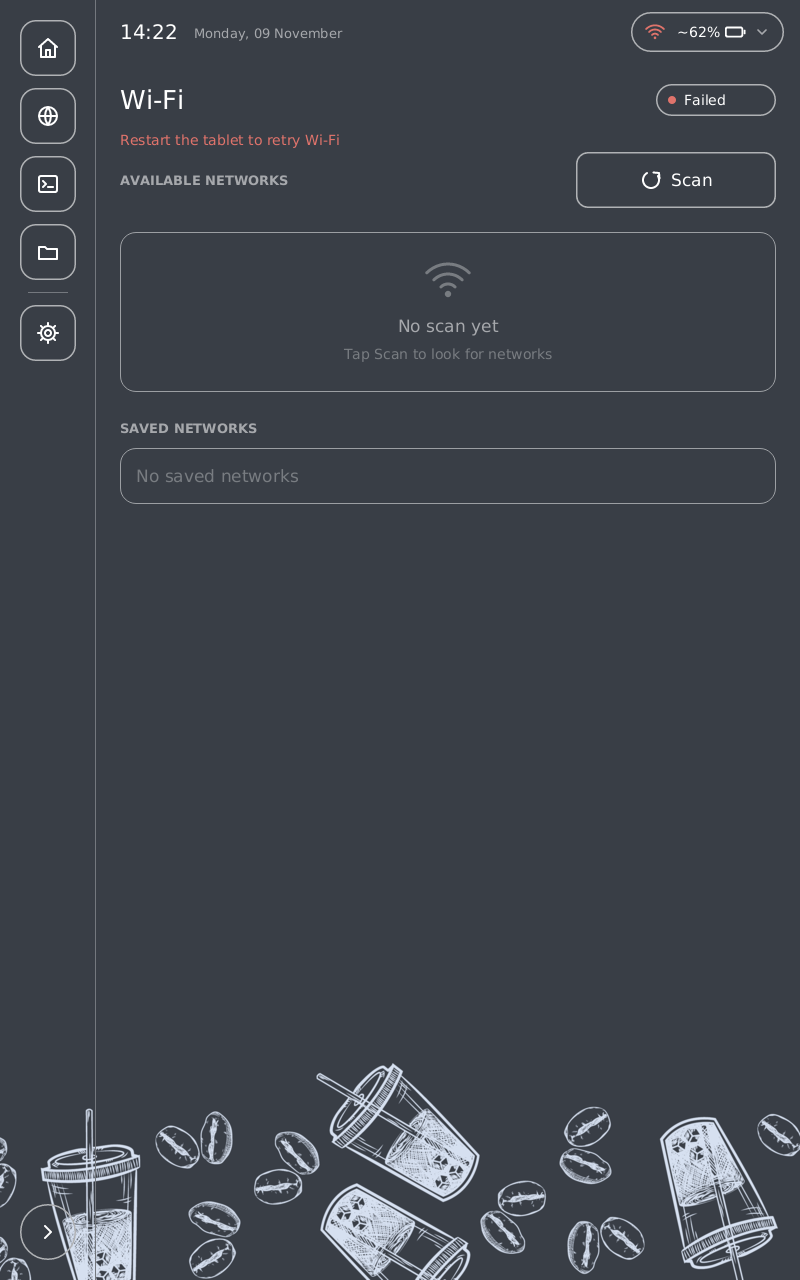 14:22 Monday, 09 November ~62%
Wi-Fi Failed
Restart the tablet to retry Wi-Fi
AVAILABLE NETWORKS Scan
No scan yet
Tap Scan to look for networks
SAVED NETWORKS
No saved networks